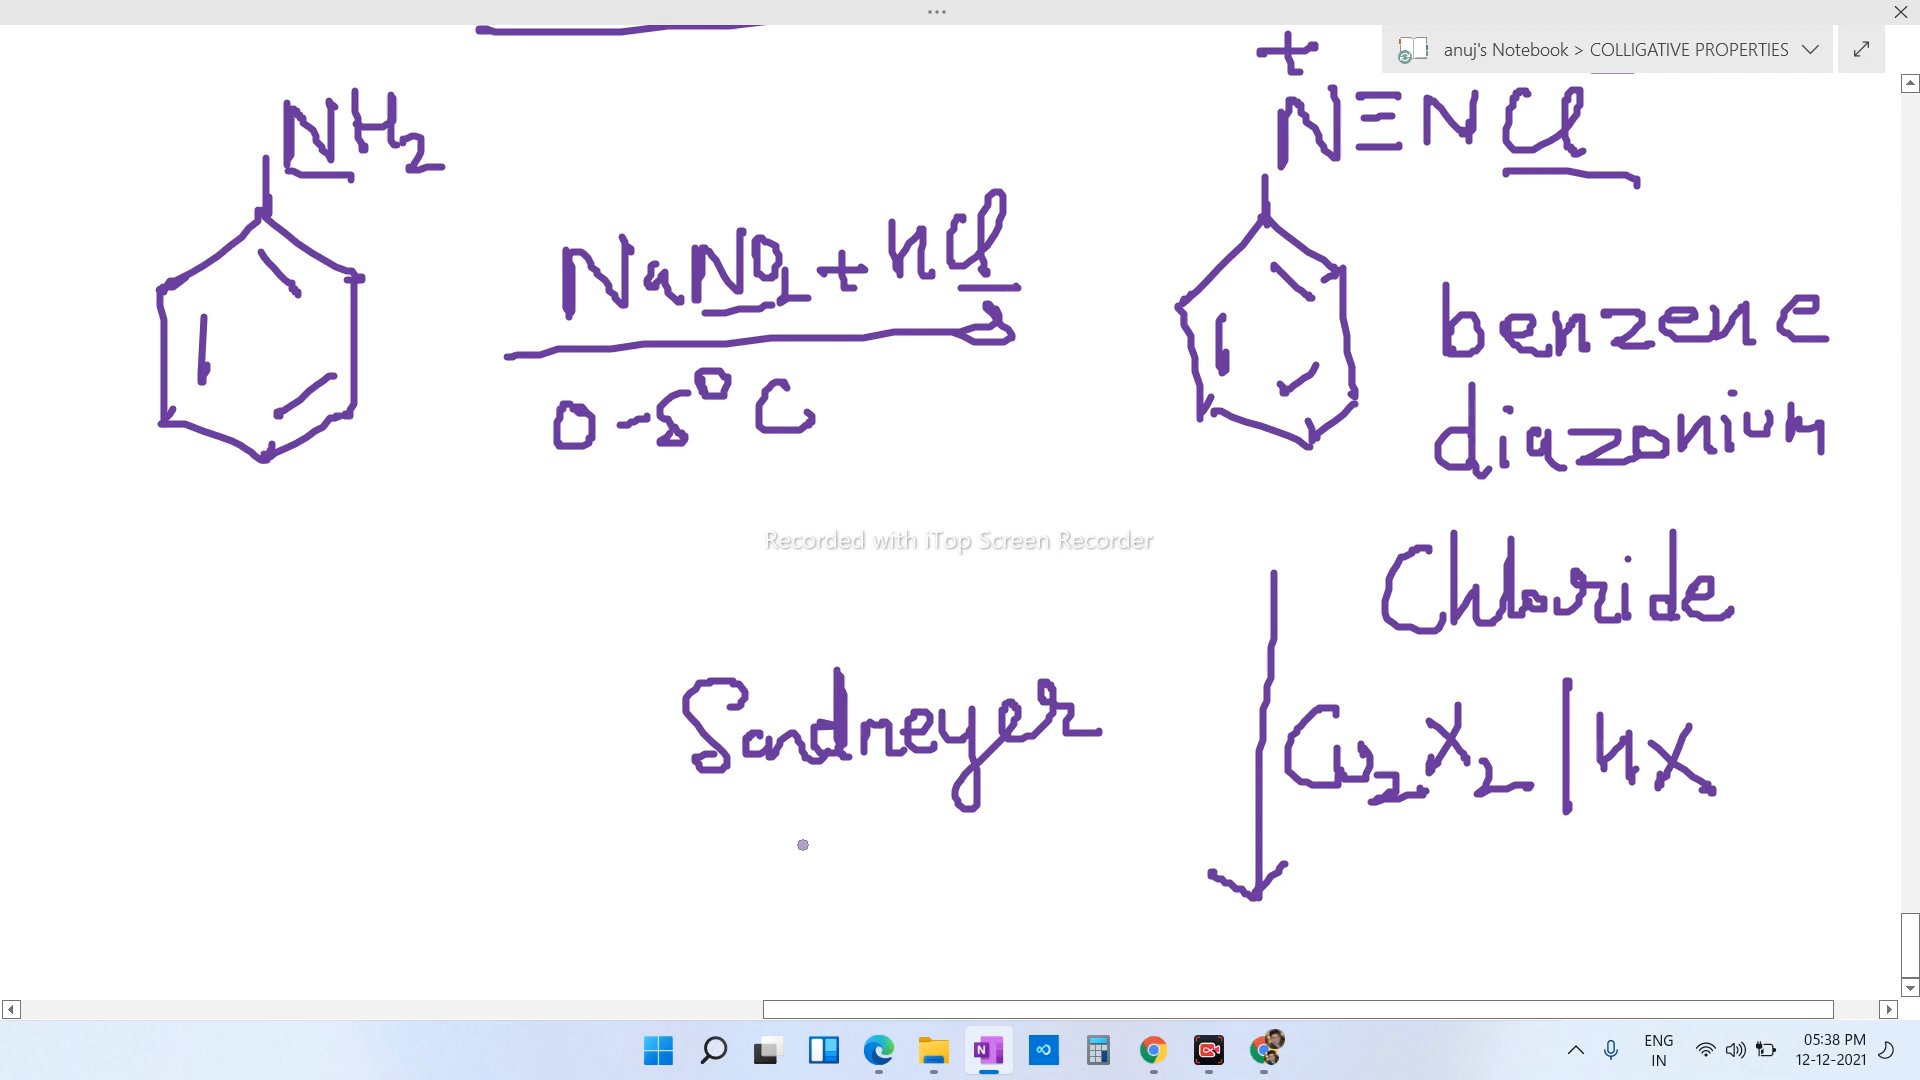 anuj's Notebook > COLLIGATIVE PROPERTIES
NH2
NaNO2 + HCl
0-5°C
+
N≡NCl
benzene
diazonium
Chloride
Recorded with iTop Screen Recorder
Sandmeyer
Cu2X2 | HX
ENG
IN
05:38 PM
12-12-2021